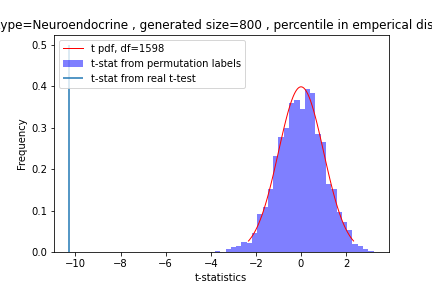 ype=Neuroendocrine , generated size=800 , percentile in emperical dis
t pdf, df=1598
t-stat from permutation labels
t-stat from real t-test
0.5
0.4
0.3
0.2
0.1
0.0
Frequency
−10 −8 −6 −4 −2 0 2
t-statistics